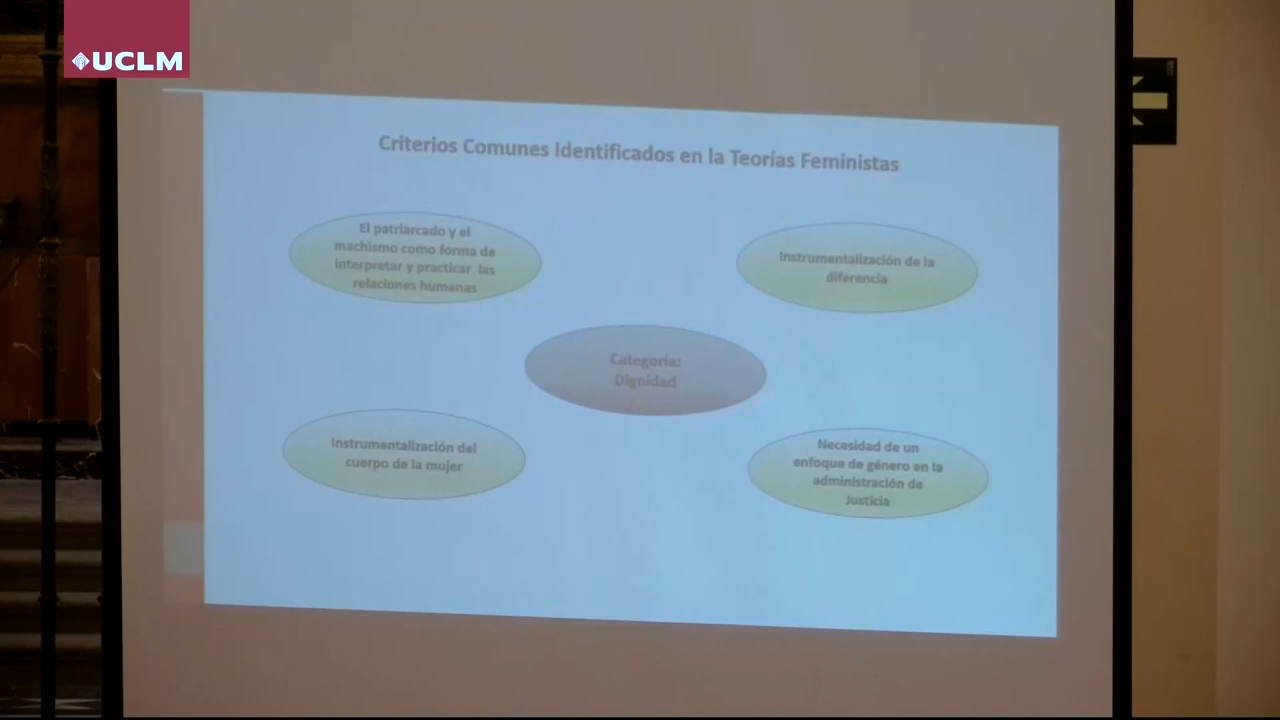 UCLM
Criterios Comunes Identificados en la Teorías Feministas
El patriarcado y el
machismo como forma de
interpretar y practicar las
relaciones humanas
Instrumentalización de la
diferencia
Categoría:
Dignidad
Instrumentalización del
cuerpo de la mujer
Necesidad de un
enfoque de género en la
administración de
Justicia